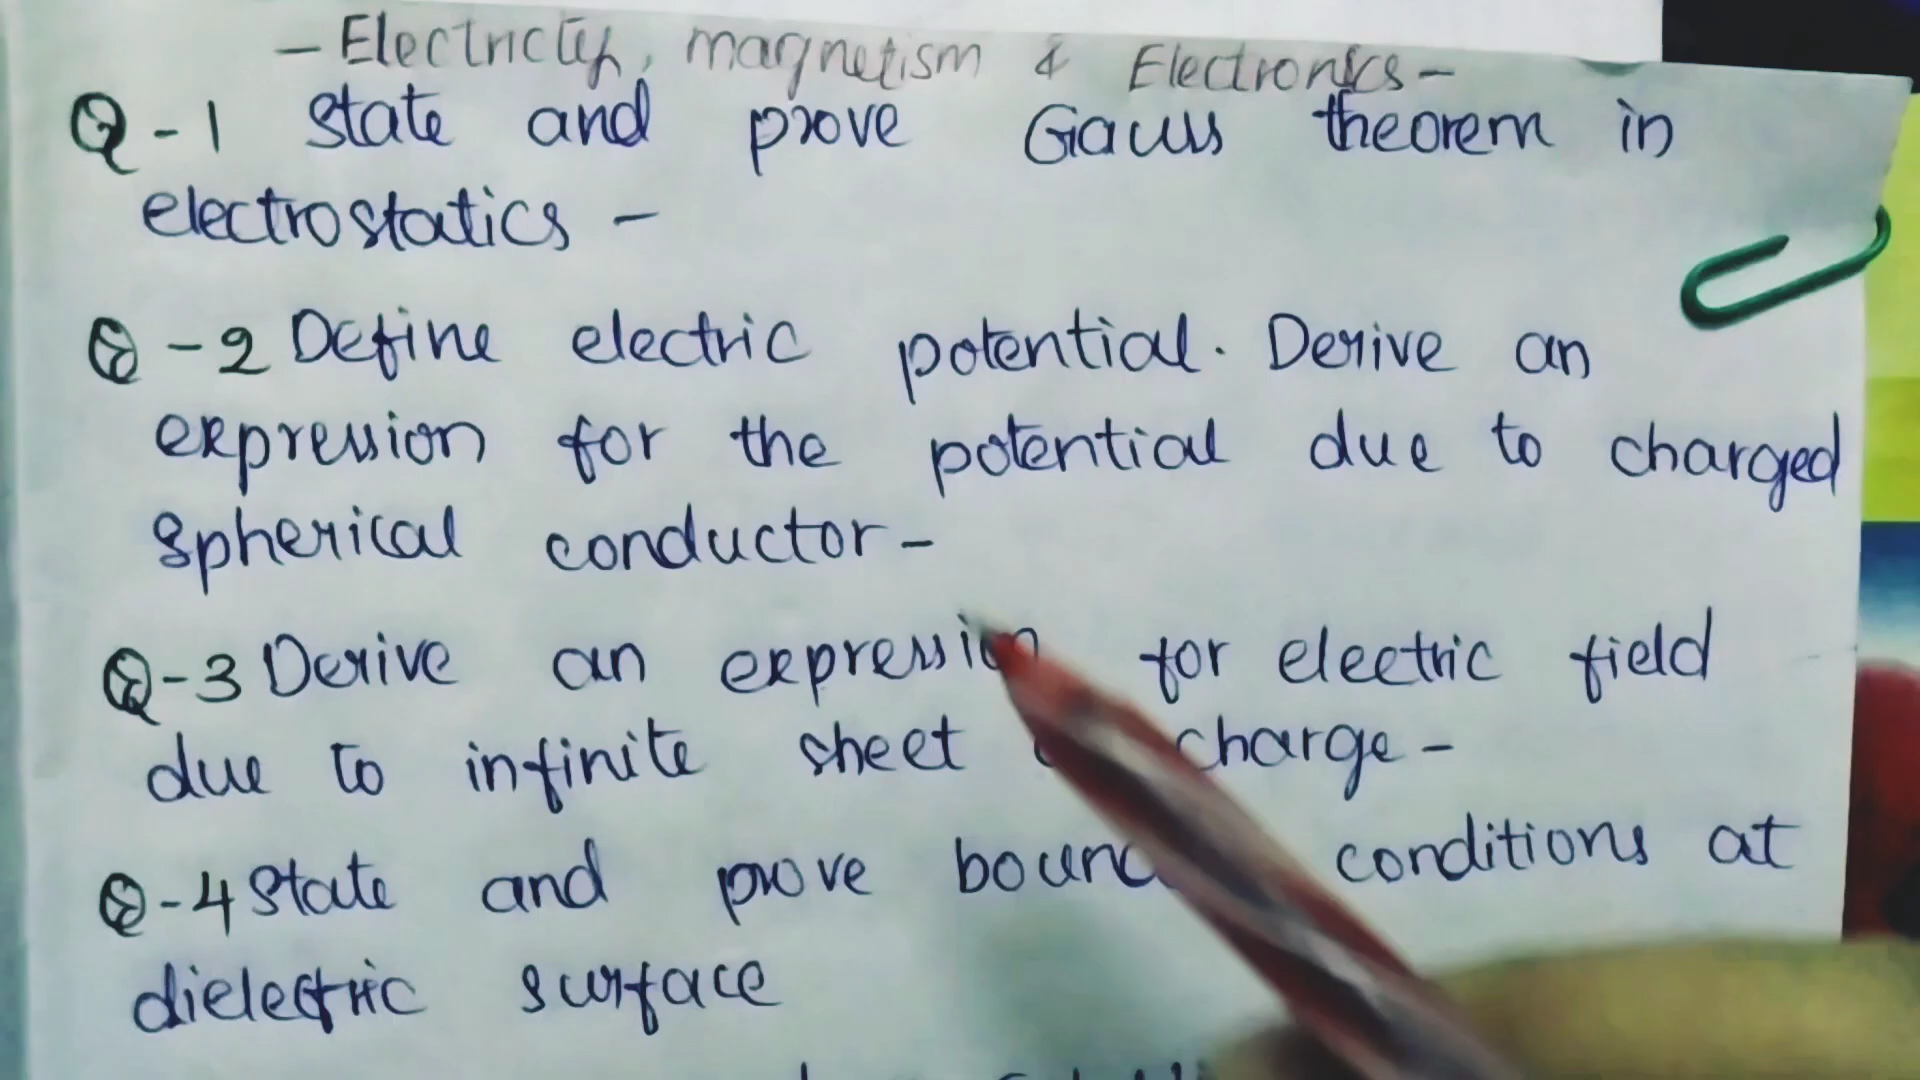 - Electricity, magnetism & Electronics -
Q-1 State and prove Gauss theorem in
electrostatics -
Q-2 Define electric potential. Derive an
expression for the potential due to charged
spherical conductor -
Q-3 Derive an expression for electric field
due to infinite sheet charge -
Q-4 State and prove conditions at
dielectric surface